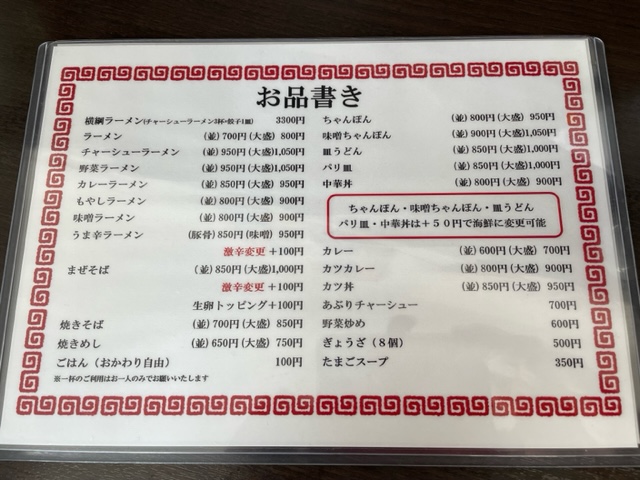 お品書き
横綱ラーメン(チャーシューラーメン3杯+餃子1皿) 3300円
ラーメン (並)700円(大盛) 800円
チャーシューラーメン (並)950円(大盛)1,050円
野菜ラーメン (並)950円(大盛)1,050円
カレーラーメン (並)850円(大盛) 950円
もやしラーメン (並)800円(大盛) 900円
味噌ラーメン (並)800円(大盛) 900円
うま辛ラーメン (豚骨)850円(味噌) 950円
激辛変更 +100円
まぜそば (並)850円(大盛)1,000円
激辛変更 +100円
生卵トッピング+100円
焼きそば (並)700円(大盛) 850円
焼きめし (並)650円(大盛) 750円
ごはん(おかわり自由) 100円
※一杯のご利用はお一人のみでお願いいたします
ちゃんぽん (並)800円(大盛) 950円
味噌ちゃんぽん (並)900円(大盛)1,050円
皿うどん (並)850円(大盛)1,000円
バリ皿 (並)850円(大盛)1,000円
中華丼 (並)800円(大盛) 900円
ちゃんぽん・味噌ちゃんぽん・皿うどん
バリ皿・中華丼は+50円で海鮮に変更可能
カレー (並)600円(大盛) 700円
カツカレー (並)800円(大盛) 900円
カツ丼 (並)850円(大盛) 950円
あぶりチャーシュー 700円
野菜炒め 600円
ぎょうざ(8個) 500円
たまごスープ 350円